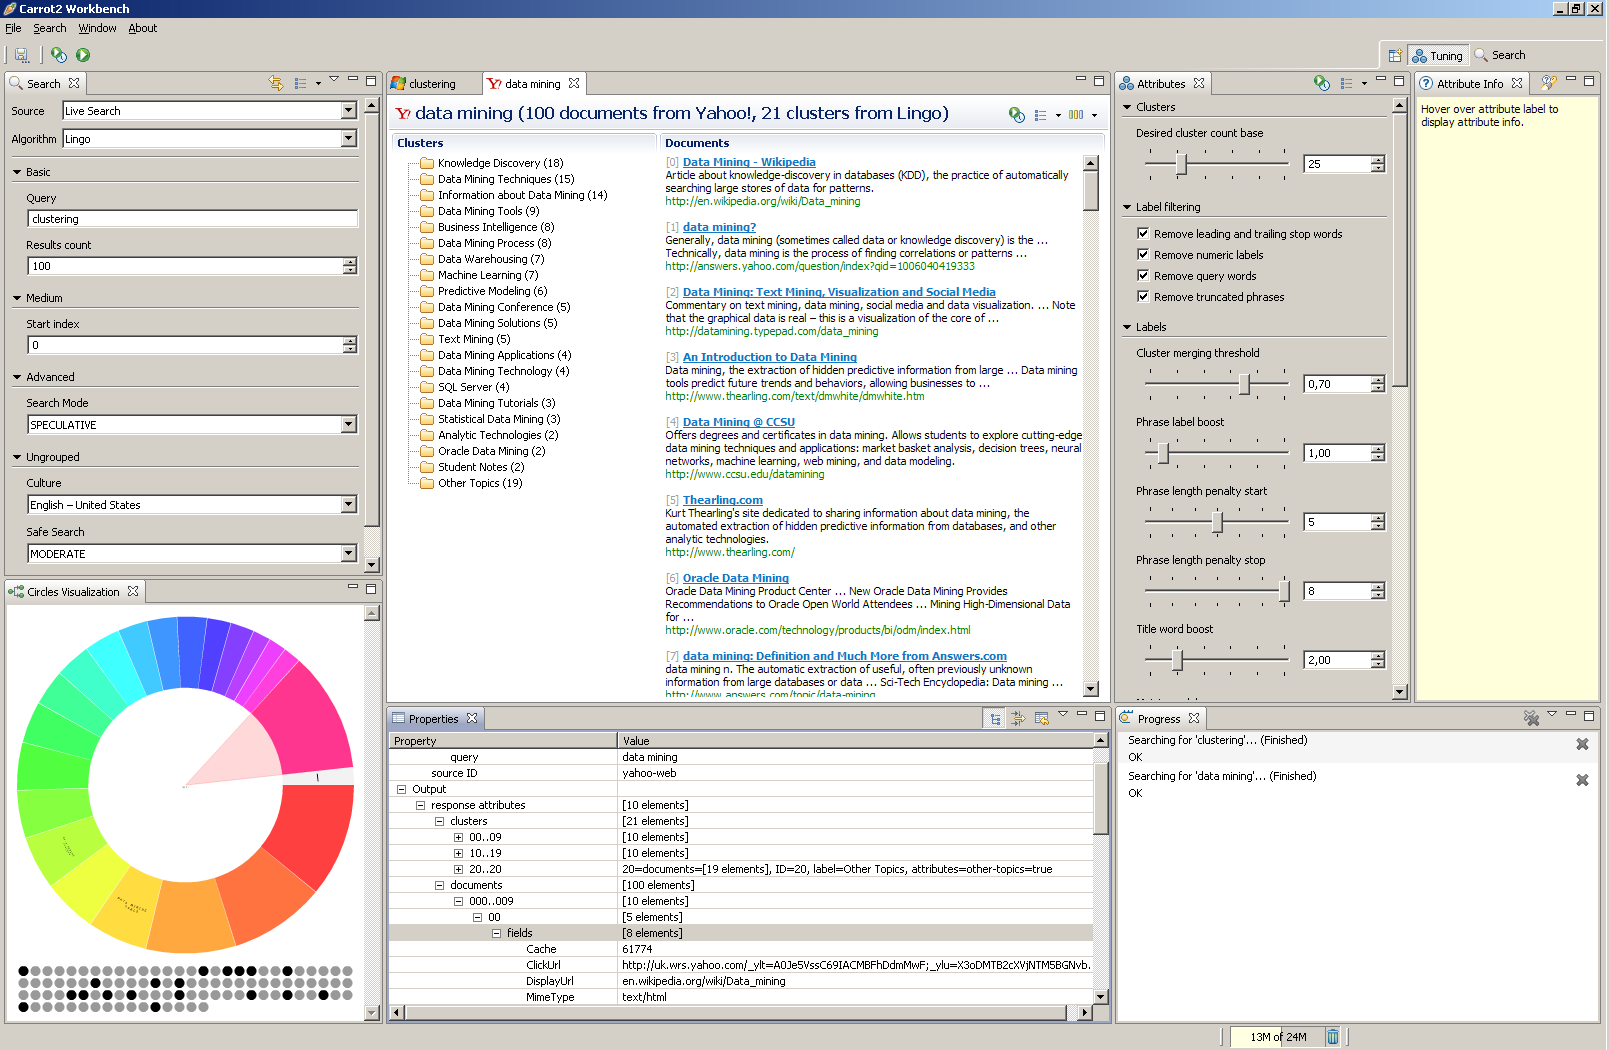 Carrot2 Workbench
File Search Window About
Tuning Search
Search
Source Live Search
Algorithm Lingo
Basic
Query
clustering
Results count
100
Medium
Start index
0
Advanced
Search Mode
SPECULATIVE
Ungrouped
Culture
English – United States
Safe Search
MODERATE
Circles Visualization
clustering data mining
data mining (100 documents from Yahoo!, 21 clusters from Lingo)
Clusters
Knowledge Discovery (18)
Data Mining Techniques (15)
Information about Data Mining (14)
Data Mining Tools (9)
Business Intelligence (8)
Data Mining Process (8)
Data Warehousing (7)
Machine Learning (7)
Predictive Modeling (6)
Data Mining Conference (5)
Data Mining Solutions (5)
Text Mining (5)
Data Mining Applications (4)
Data Mining Technology (4)
SQL Server (4)
Data Mining Tutorials (3)
Statistical Data Mining (3)
Analytic Technologies (2)
Oracle Data Mining (2)
Student Notes (2)
Other Topics (19)
Documents
[0] Data Mining - Wikipedia
Article about knowledge-discovery in databases (KDD), the practice of automatically
searching large stores of data for patterns.
http://en.wikipedia.org/wiki/Data_mining
[1] data mining?
Generally, data mining (sometimes called data or knowledge discovery) is the ...
Technically, data mining is the process of finding correlations or patterns ...
http://answers.yahoo.com/question/index?qid=1006040419333
[2] Data Mining: Text Mining, Visualization and Social Media
Commentary on text mining, data mining, social media and data visualization. ... Note
that the graphical data is real – this is a visualization of the core of ...
http://datamining.typepad.com/data_mining
[3] An Introduction to Data Mining
Data mining, the extraction of hidden predictive information from large ... Data mining
tools predict future trends and behaviors, allowing businesses to ...
http://www.thearling.com/text/dmwhite/dmwhite.htm
[4] Data Mining @ CCSU
Offers degrees and certificates in data mining. Allows students to explore cutting-edge
data mining techniques and applications: market basket analysis, decision trees, neural
networks, machine learning, web mining, and data modeling.
http://www.ccsu.edu/datamining
[5] Thearling.com
Kurt Thearling's site dedicated to sharing information about data mining, the
automated extraction of hidden predictive information from databases, and other
analytic technologies.
http://www.thearling.com/
[6] Oracle Data Mining
Oracle Data Mining Product Center ... New Oracle Data Mining Provides
Recommendations to Oracle Open World Attendees ... Mining High-Dimensional Data
for ...
http://www.oracle.com/technology/products/bi/odm/index.html
[7] data mining: Definition and Much More from Answers.com
data mining n. The automatic extraction of useful, often previously unknown
information from large databases or data ... Sci-Tech Encyclopedia: Data mining ...
http://www.answers.com/topic/data-mining
Properties
Property Value
query data mining
source ID yahoo-web
Output
response attributes [10 elements]
clusters [21 elements]
00..09 [10 elements]
10..19 [10 elements]
20..20 20=documents=[19 elements], ID=20, label=Other Topics, attributes=other-topics=true
documents [100 elements]
000..009 [10 elements]
00 [5 elements]
fields [8 elements]
Cache 61774
ClickUrl http://uk.wrs.yahoo.com/_ylt=A0Je5VssC69IACMBFhDdmMwF;_ylu=X3oDMTB2cXVjNTM5BGNvb.
DisplayUrl en.wikipedia.org/wiki/Data_mining
MimeType text/html
Attributes
Clusters
Desired cluster count base
25
Label filtering
Remove leading and trailing stop words
Remove numeric labels
Remove query words
Remove truncated phrases
Labels
Cluster merging threshold
0,70
Phrase label boost
1,00
Phrase length penalty start
5
Phrase length penalty stop
8
Title word boost
2,00
Attribute Info
Hover over attribute label to
display attribute info.
Progress
Searching for 'clustering'... (Finished)
OK
Searching for 'data mining'... (Finished)
OK
13M of 24M